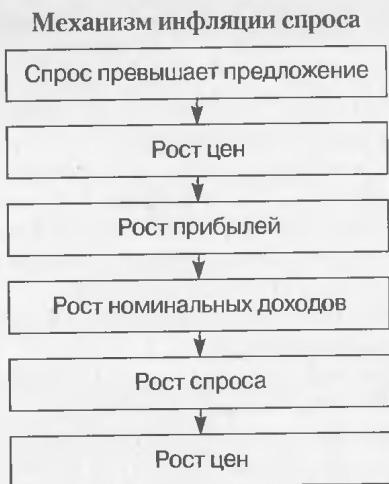 Механизм инфляции спроса
Спрос превышает предложение
Рост цен
Рост прибылей
Рост номинальных доходов
Рост спроса
Рост цен